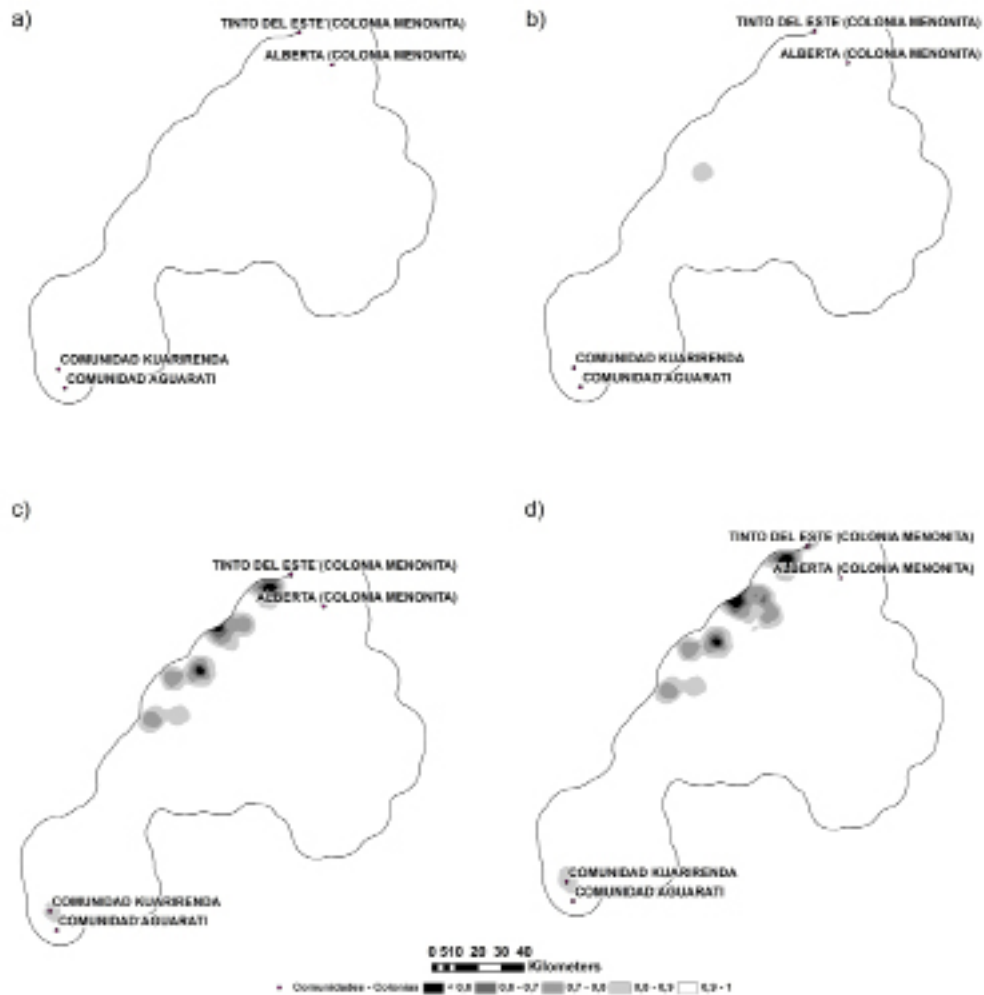 a)
TINTO DEL ESTE (COLONIA MENONITA)
ALBERTA (COLONIA MENONITA)
COMUNIDAD KUARIRENDA
COMUNIDAD AGUARATI
b)
TINTO DEL ESTE (COLONIA MENONITA)
ALBERTA (COLONIA MENONITA)
COMUNIDAD KUARIRENDA
COMUNIDAD AGUARATI
c)
TINTO DEL ESTE (COLONIA MENONITA)
ALBERTA (COLONIA MENONITA)
COMUNIDAD KUARIRENDA
COMUNIDAD AGUARATI
d)
TINTO DEL ESTE (COLONIA MENONITA)
ALBERTA (COLONIA MENONITA)
COMUNIDAD KUARIRENDA
COMUNIDAD AGUARATI
0 5 10 20 30 40
Kilometers
Comunidades - Colonias 0,9 - 1